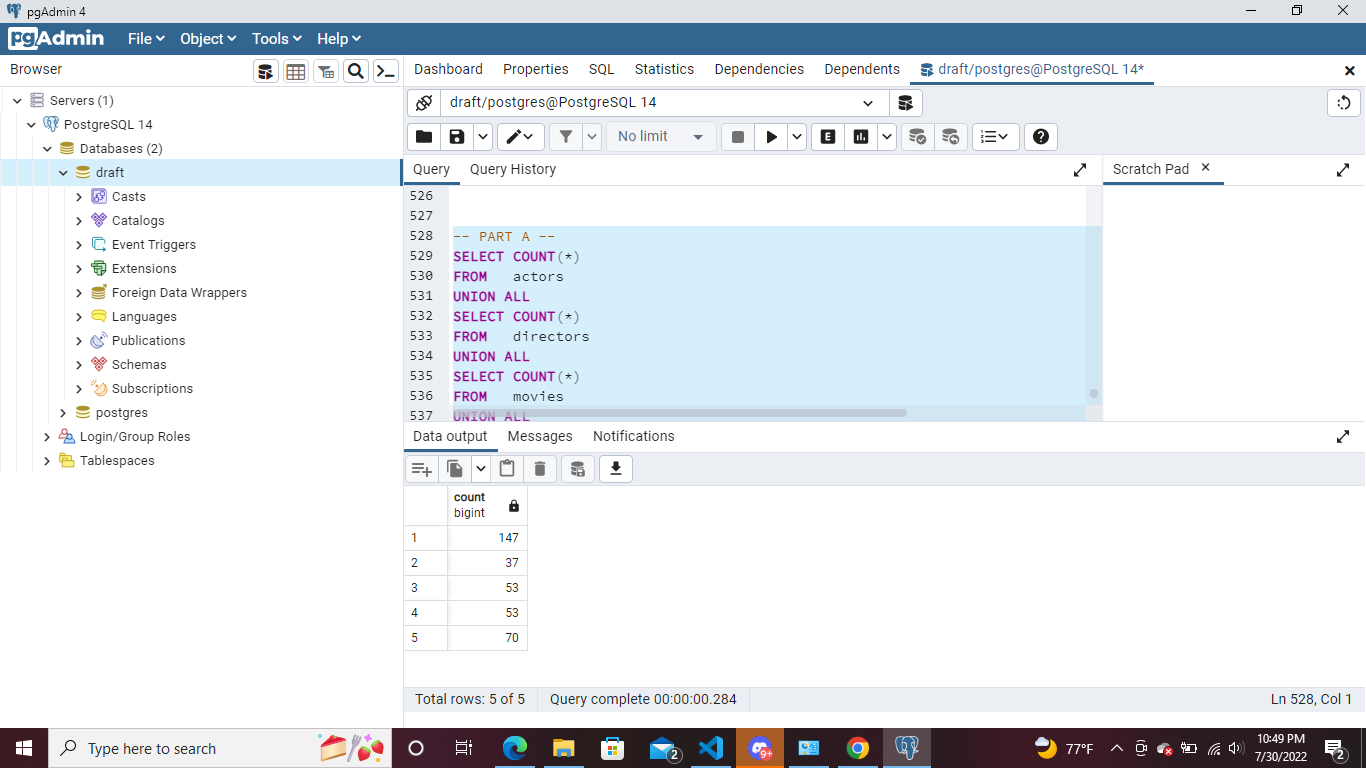 pgAdmin 4
pgAdmin File Object Tools Help
Browser
Dashboard Properties SQL Statistics Dependencies Dependents draft/postgres@PostgreSQL 14*
Servers (1)
PostgreSQL 14
Databases (2)
draft
Casts
Catalogs
Event Triggers
Extensions
Foreign Data Wrappers
Languages
Publications
Schemas
Subscriptions
postgres
Login/Group Roles
Tablespaces
draft/postgres@PostgreSQL 14
No limit
E
Query Query History
Scratch Pad
526
527
528 -- PART A --
529 SELECT COUNT(*)
530 FROM actors
531 UNION ALL
532 SELECT COUNT(*)
533 FROM directors
534 UNION ALL
535 SELECT COUNT(*)
536 FROM movies
537 UNION ALL
Data output Messages Notifications
count
bigint
1 147
2 37
3 53
4 53
5 70
Total rows: 5 of 5 Query complete 00:00:00.284 Ln 528, Col 1
Type here to search
2
9+
77°F
10:49 PM
7/30/2022
2